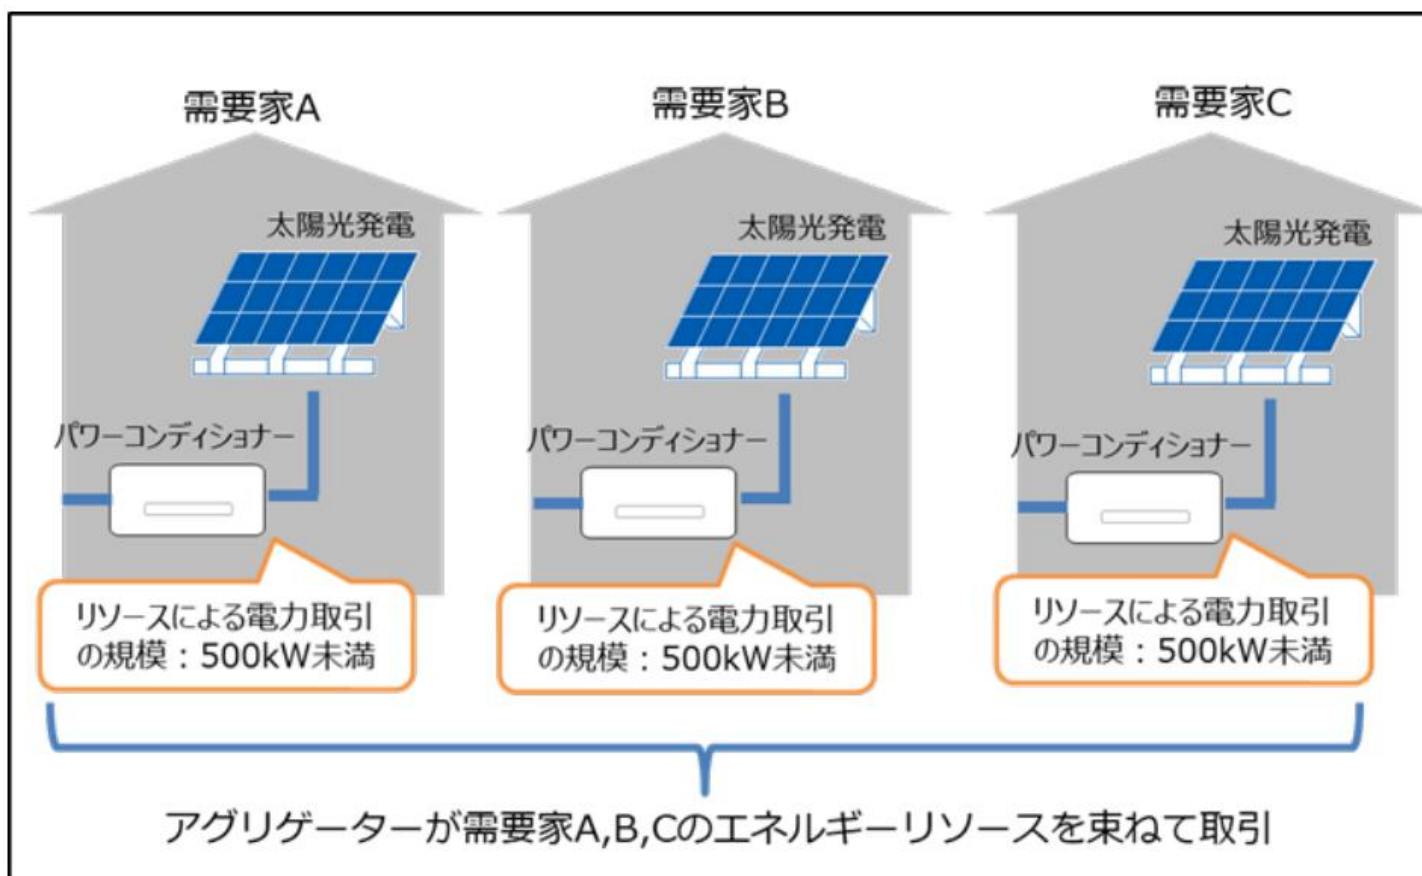 需要家A
需要家B
需要家C
太陽光発電
太陽光発電
太陽光発電
パワーコンディショナー
パワーコンディショナー
パワーコンディショナー
リソースによる電力取引
の規模：500kW未満
リソースによる電力取引
の規模：500kW未満
リソースによる電力取引
の規模：500kW未満
アグリゲーターが需要家A,B,Cのエネルギーリソースを束ねて取引